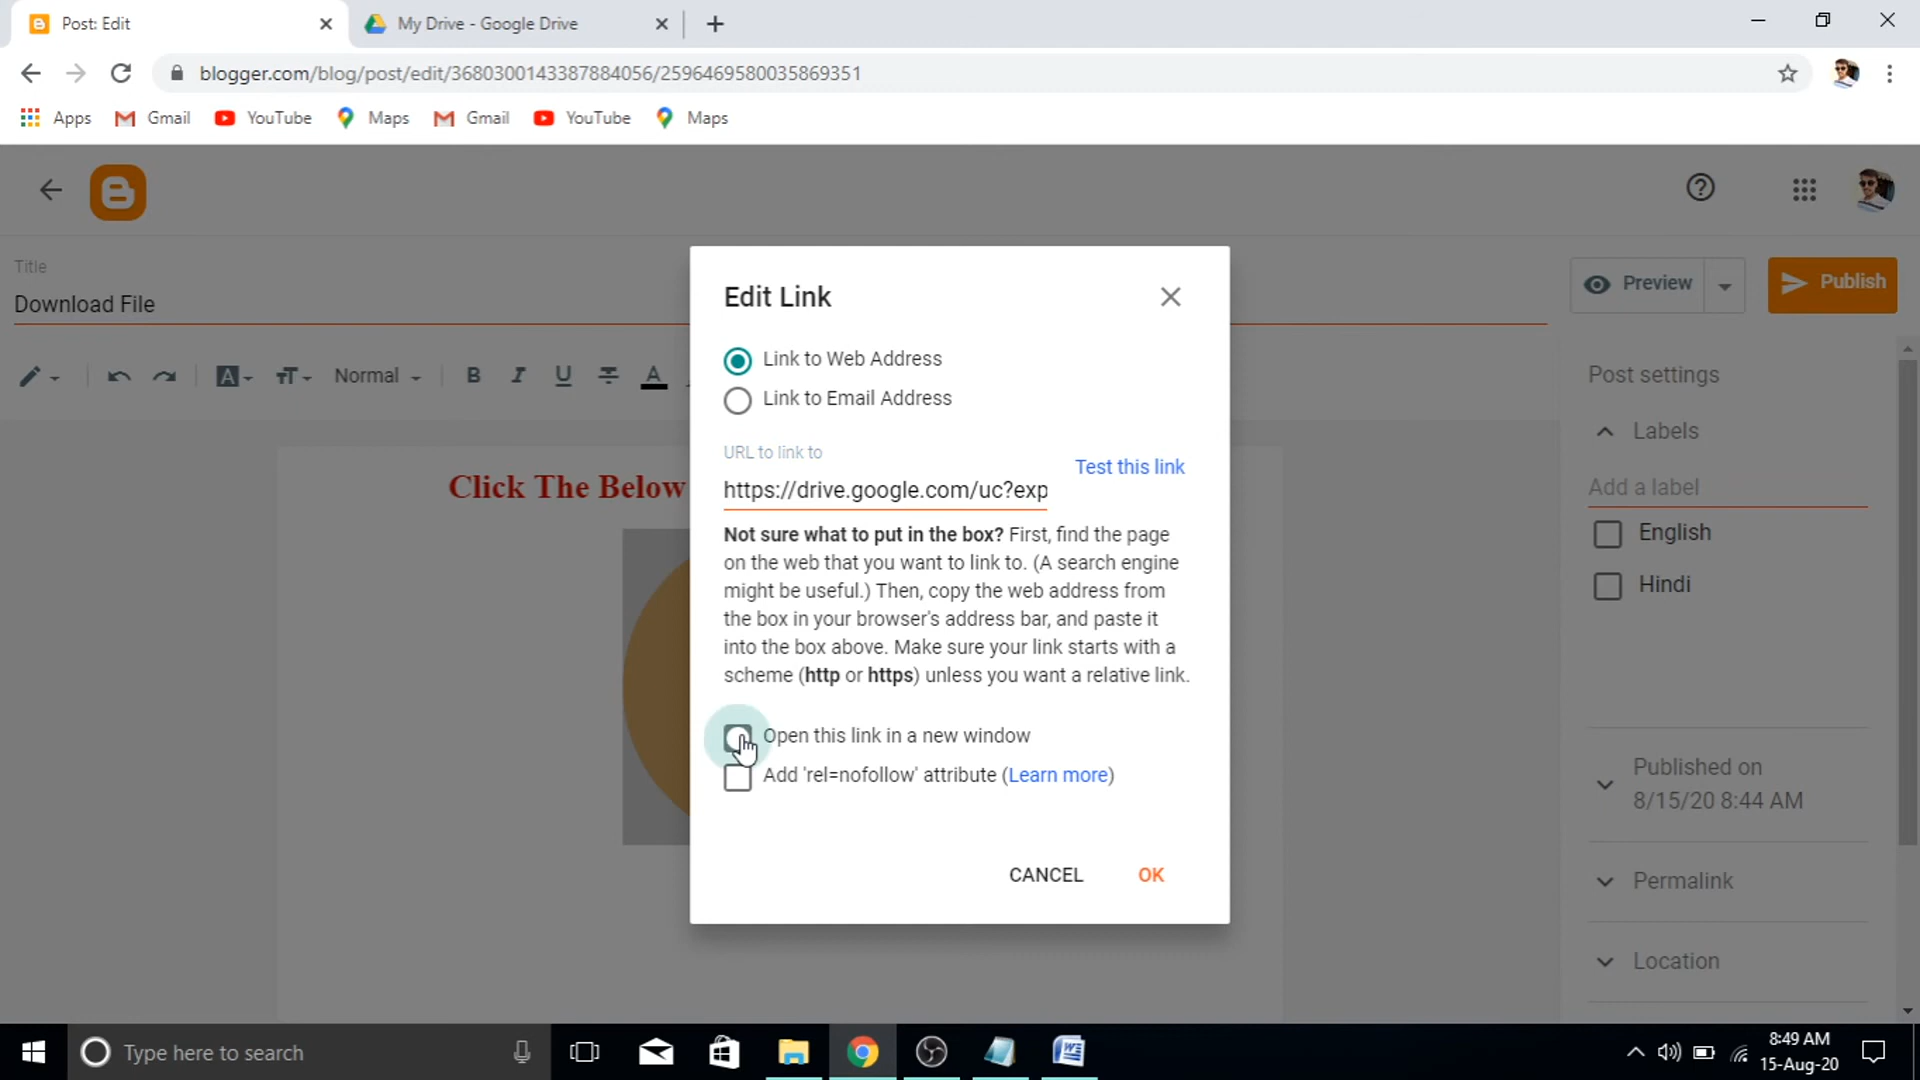 Post: Edit
My Drive - Google Drive
blogger.com/blog/post/edit/3680300143387884056/2596469580035869351
Apps
Gmail
YouTube
Maps
Gmail
YouTube
Maps
Title
Download File
Preview
Publish
Normal
B
I
U
A
Click The Below
Edit Link
Link to Web Address
Link to Email Address
URL to link to
https://drive.google.com/uc?exp
Test this link
Not sure what to put in the box? First, find the page
on the web that you want to link to. (A search engine
might be useful.) Then, copy the web address from
the box in your browser's address bar, and paste it
into the box above. Make sure your link starts with a
scheme (http or https) unless you want a relative link.
Open this link in a new window
Add 'rel=nofollow' attribute (Learn more)
CANCEL
OK
Post settings
Labels
Add a label
English
Hindi
Published on
8/15/20 8:44 AM
Permalink
Location
Type here to search
8:49 AM
15-Aug-20